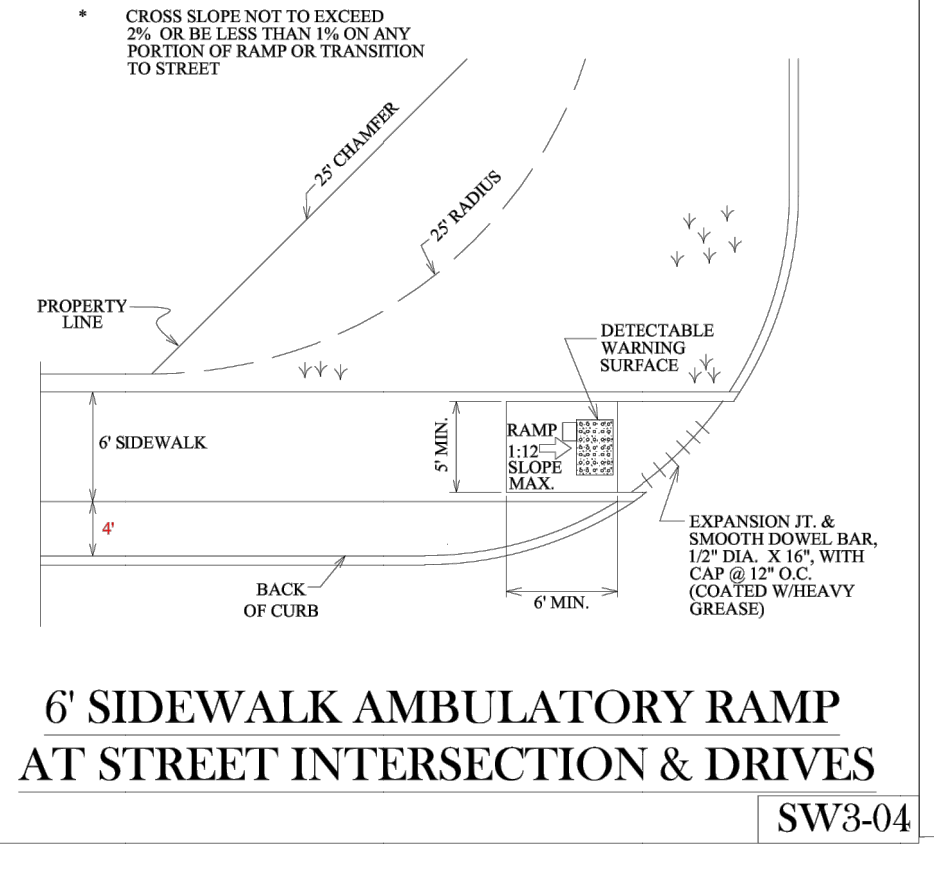 * CROSS SLOPE NOT TO EXCEED
2% OR BE LESS THAN 1% ON ANY
PORTION OF RAMP OR TRANSITION
TO STREET
25' CHAMFER
25' RADIUS
PROPERTY
LINE
DETECTABLE
WARNING
SURFACE
6' SIDEWALK
5' MIN.
RAMP
1:12
SLOPE
MAX.
4'
EXPANSION JT. &
SMOOTH DOWEL BAR,
1/2" DIA. X 16", WITH
CAP @ 12" O.C.
(COATED W/HEAVY
GREASE)
BACK
OF CURB
6' MIN.
6' SIDEWALK AMBULATORY RAMP
AT STREET INTERSECTION & DRIVES
SW3-04